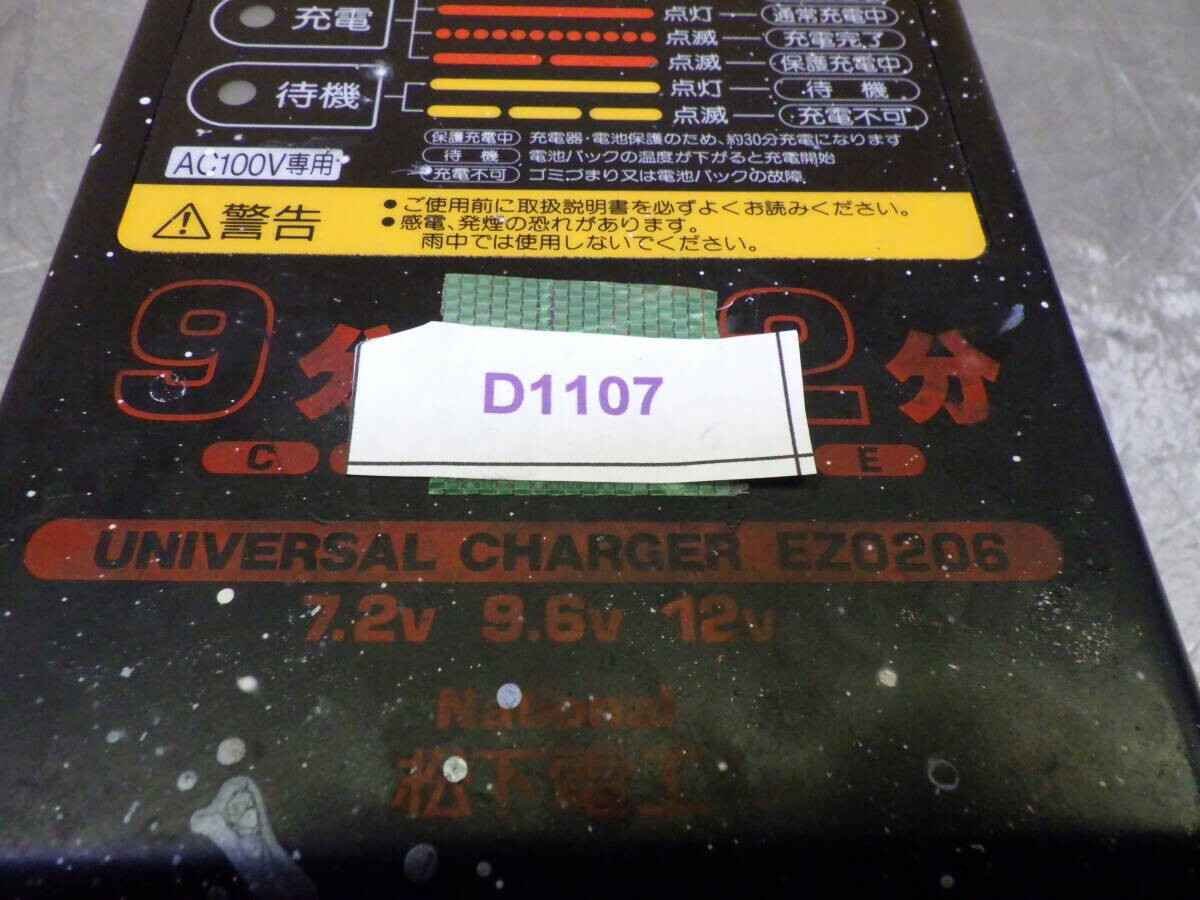 充電
点灯 通常充電中
点滅 充電完了
点滅 保護充電中
待機
点灯 待機
点滅 充電不可
保護充電中 充電器・電池保護のため、約30分充電になります
待機 電池パックの温度が下がると充電開始
充電不可 ゴミづまり又は電池パックの故障
AC100V専用
警告
●ご使用前に取扱説明書を必ずよくお読みください。
●感電、発煙の恐れがあります。
雨中では使用しないでください。
9分 2分
D1107
C E
UNIVERSAL CHARGER EZ0206
7.2v 9.6v 12v
National
松下電工